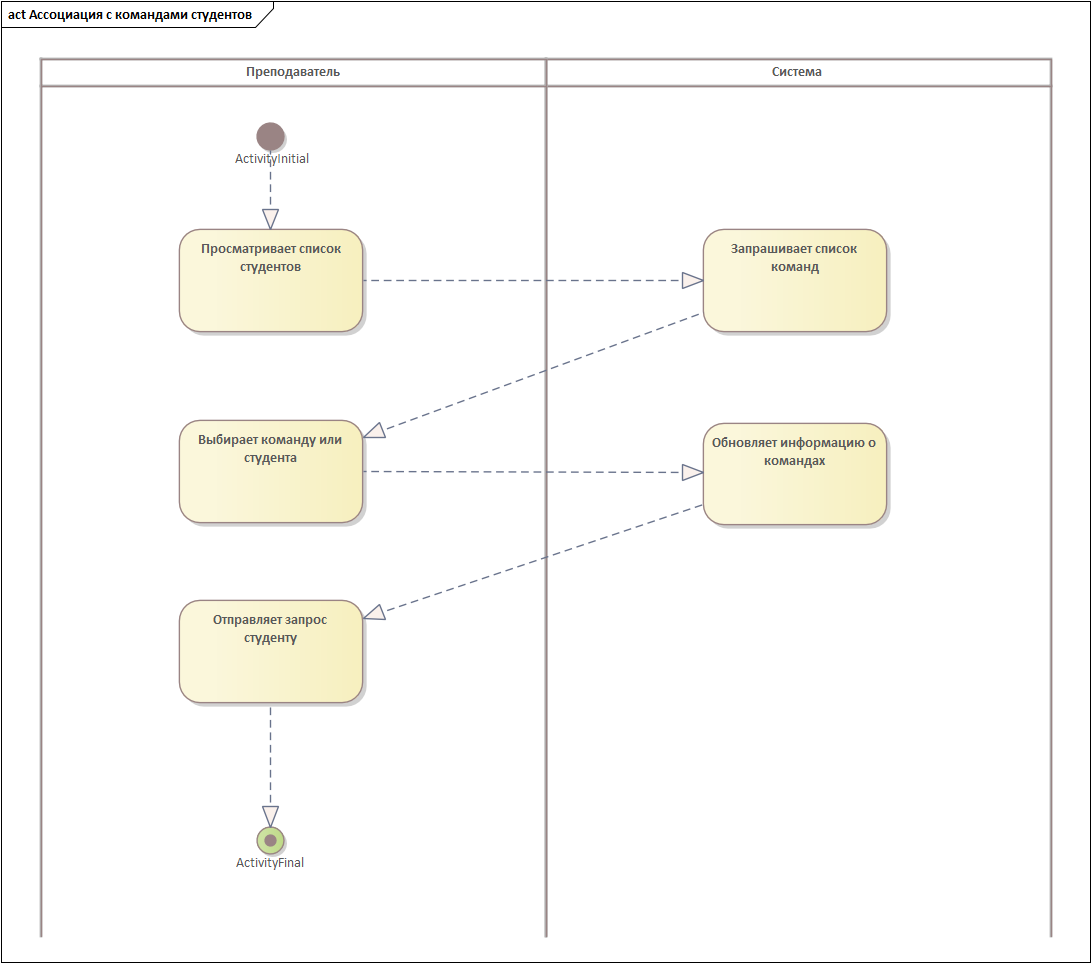 act Ассоциация с командами студентов
Преподаватель
Система
ActivityInitial
Просматривает список
студентов
Запрашивает список
команд
Выбирает команду или
студента
Обновляет информацию о
командах
Отправляет запрос
студенту
ActivityFinal